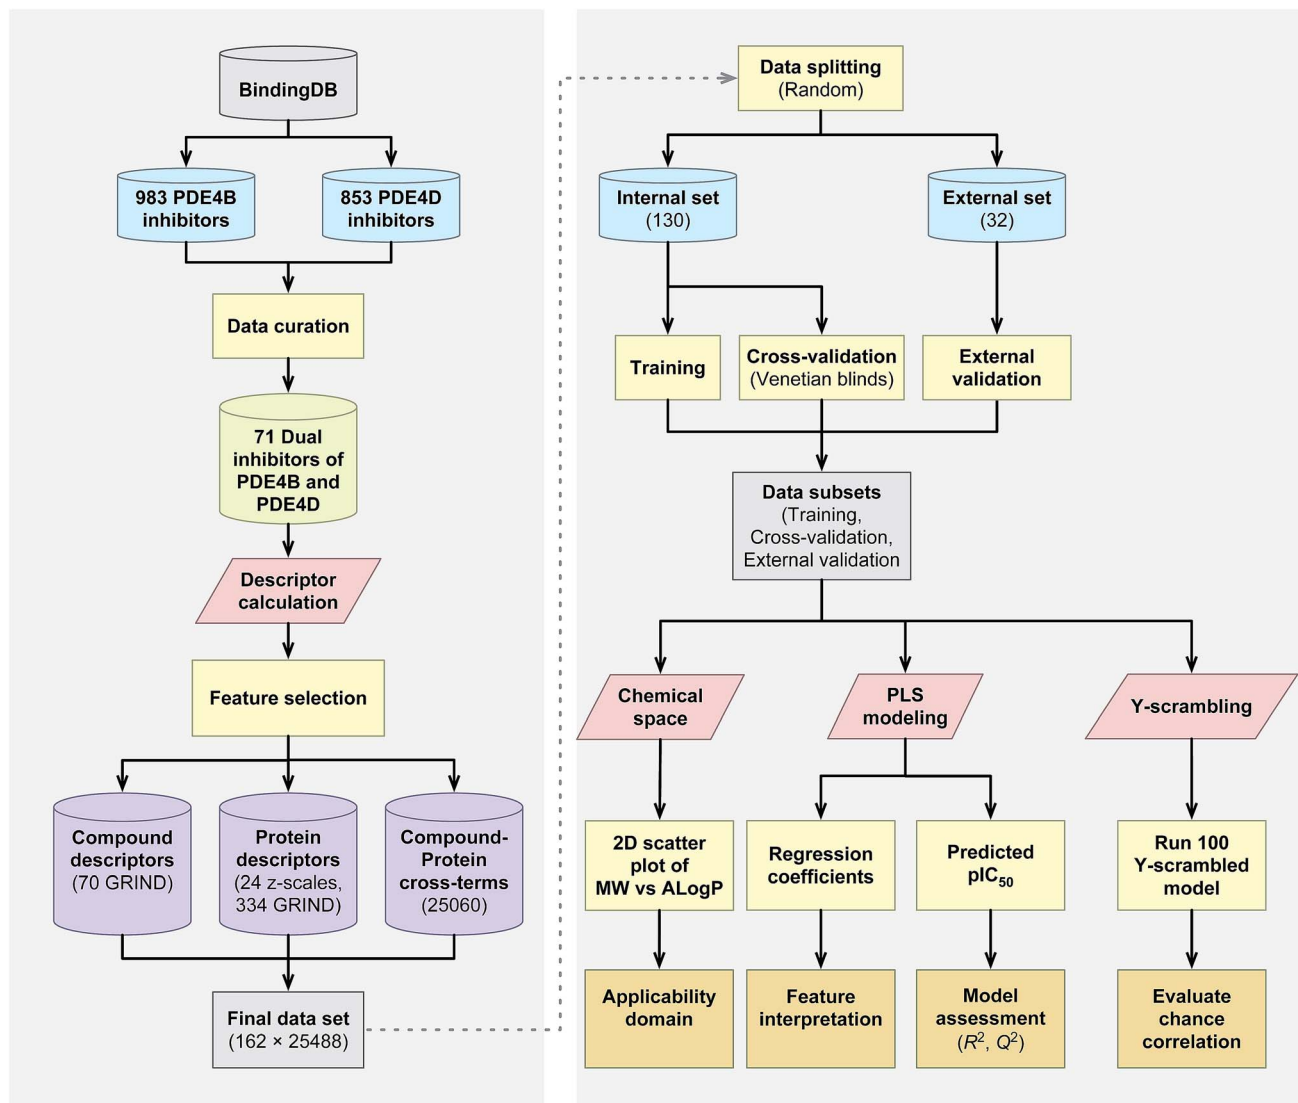 BindingDB
983 PDE4B
inhibitors
853 PDE4D
inhibitors
Data curation
71 Dual
inhibitors of
PDE4B and
PDE4D
Descriptor
calculation
Feature selection
Compound
descriptors
(70 GRIND)
Protein
descriptors
(24 z-scales,
334 GRIND)
Compound-
Protein
cross-terms
(25060)
Final data set
(162 × 25488)
Data splitting
(Random)
Internal set
(130)
External set
(32)
Training
Cross-validation
(Venetian blinds)
External
validation
Data subsets
(Training,
Cross-validation,
External validation
Chemical
space
PLS
modeling
Y-scrambling
2D scatter
plot of
MW vs ALogP
Regression
coefficients
Predicted
pIC₅₀
Run 100
Y-scrambled
model
Applicability
domain
Feature
interpretation
Model
assessment
(R², Q²)
Evaluate
chance
correlation